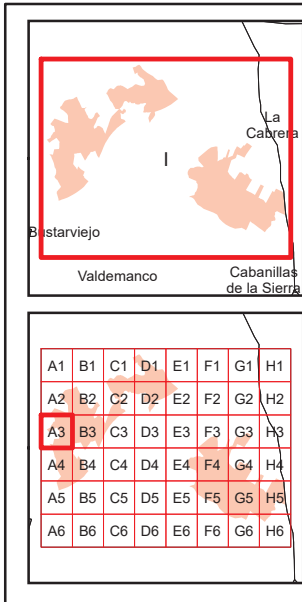 La
Cabrera
I
Bustarviejo
Valdemanco
Cabanillas
de la Sierra
A1 B1 C1 D1 E1 F1 G1 H1
A2 B2 C2 D2 E2 F2 G2 H2
A3 B3 C3 D3 E3 F3 G3 H3
A4 B4 C4 D4 E4 F4 G4 H4
A5 B5 C5 D5 E5 F5 G5 H5
A6 B6 C6 D6 E6 F6 G6 H6